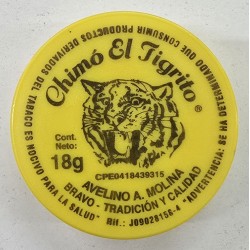 Chimó El Tigrito ®
Cont.
Neto:
18g
CPE0418439315
AVELINO A. MOLINA
BRAVO - TRADICIÓN Y CALIDAD
RH.: J09028156-4
"ADVERTENCIA: SE HA DETERMINADO QUE CONSUMIR PRODUCTOS DERIVADOS DEL TABACO ES NOCIVO PARA LA SALUD"